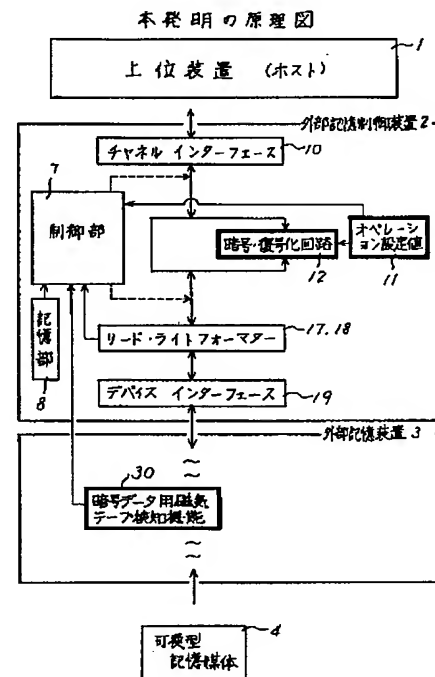 本発明の原理図
上位装置 (ホスト)
1
外部記憶制御装置2
チャネル インターフェース
10
7
制御部
暗号・復号化回路
12
オペレーション設定値
11
記憶部
8
リード・ライトフォーマター
17,18
デバイス インターフェース
19
外部記憶装置 3
30
暗号データ用磁気
テープ検知機能
可換型
記憶媒体
4